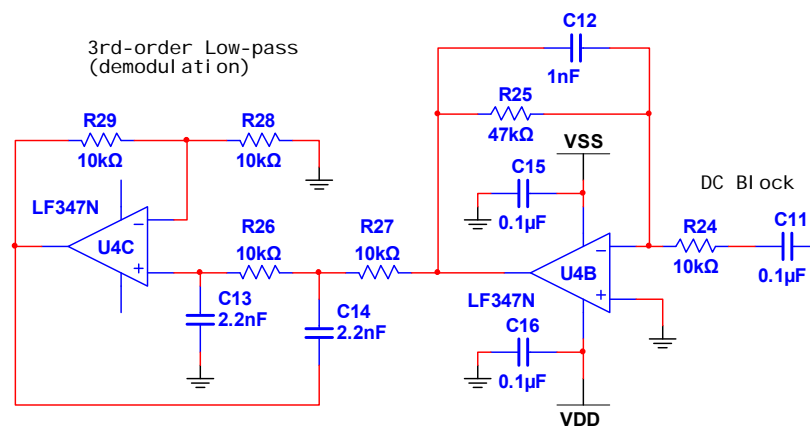 3rd-order Low-pass
(demodulation)
C12
1nF
R25
47kΩ
R29
10kΩ
R28
10kΩ
VSS
C15
0.1µF
DC Block
LF347N
U4C
R26
10kΩ
R27
10kΩ
U4B
R24
10kΩ
C11
0.1µF
LF347N
C13
2.2nF
C14
2.2nF
C16
0.1µF
VDD